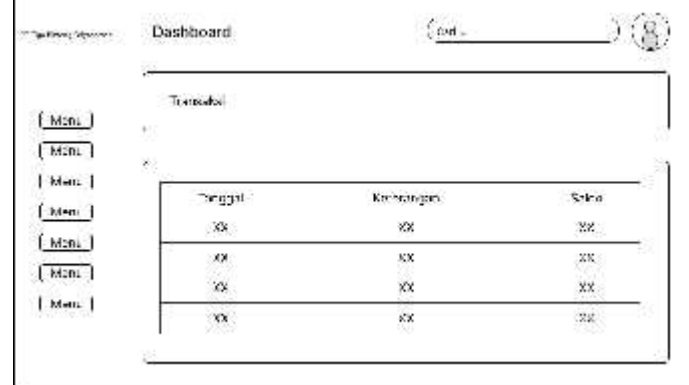 Dashboard
Cari ..
Transaksi
Menu
Menu
Menu
Menu
Menu
Menu
Menu
Tanggal Keterangan Saldo
XX XX XX
XX XX XX
XX XX XX
XX XX XX